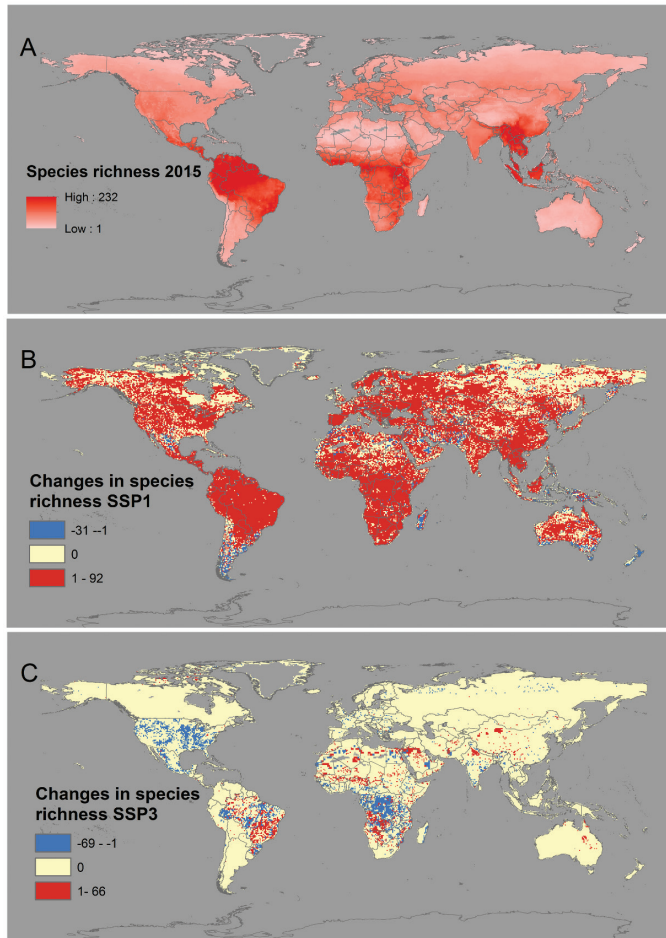 A
Species richness 2015
High : 232
Low : 1
B
Changes in species
richness SSP1
-31 --1
0
1 - 92
C
Changes in species
richness SSP3
-69 - -1
0
1- 66